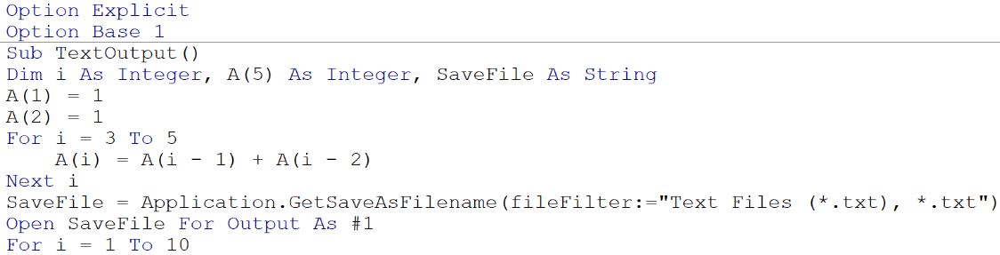 Option Explicit
Option Base 1
Sub TextOutput()
Dim i As Integer, A(5) As Integer, SaveFile As String
A(1) = 1
A(2) = 1
For i = 3 To 5
    A(i) = A(i - 1) + A(i - 2)
Next i
SaveFile = Application.GetSaveAsFilename(fileFilter:="Text Files (*.txt), *.txt")
Open SaveFile For Output As #1
For i = 1 To 10